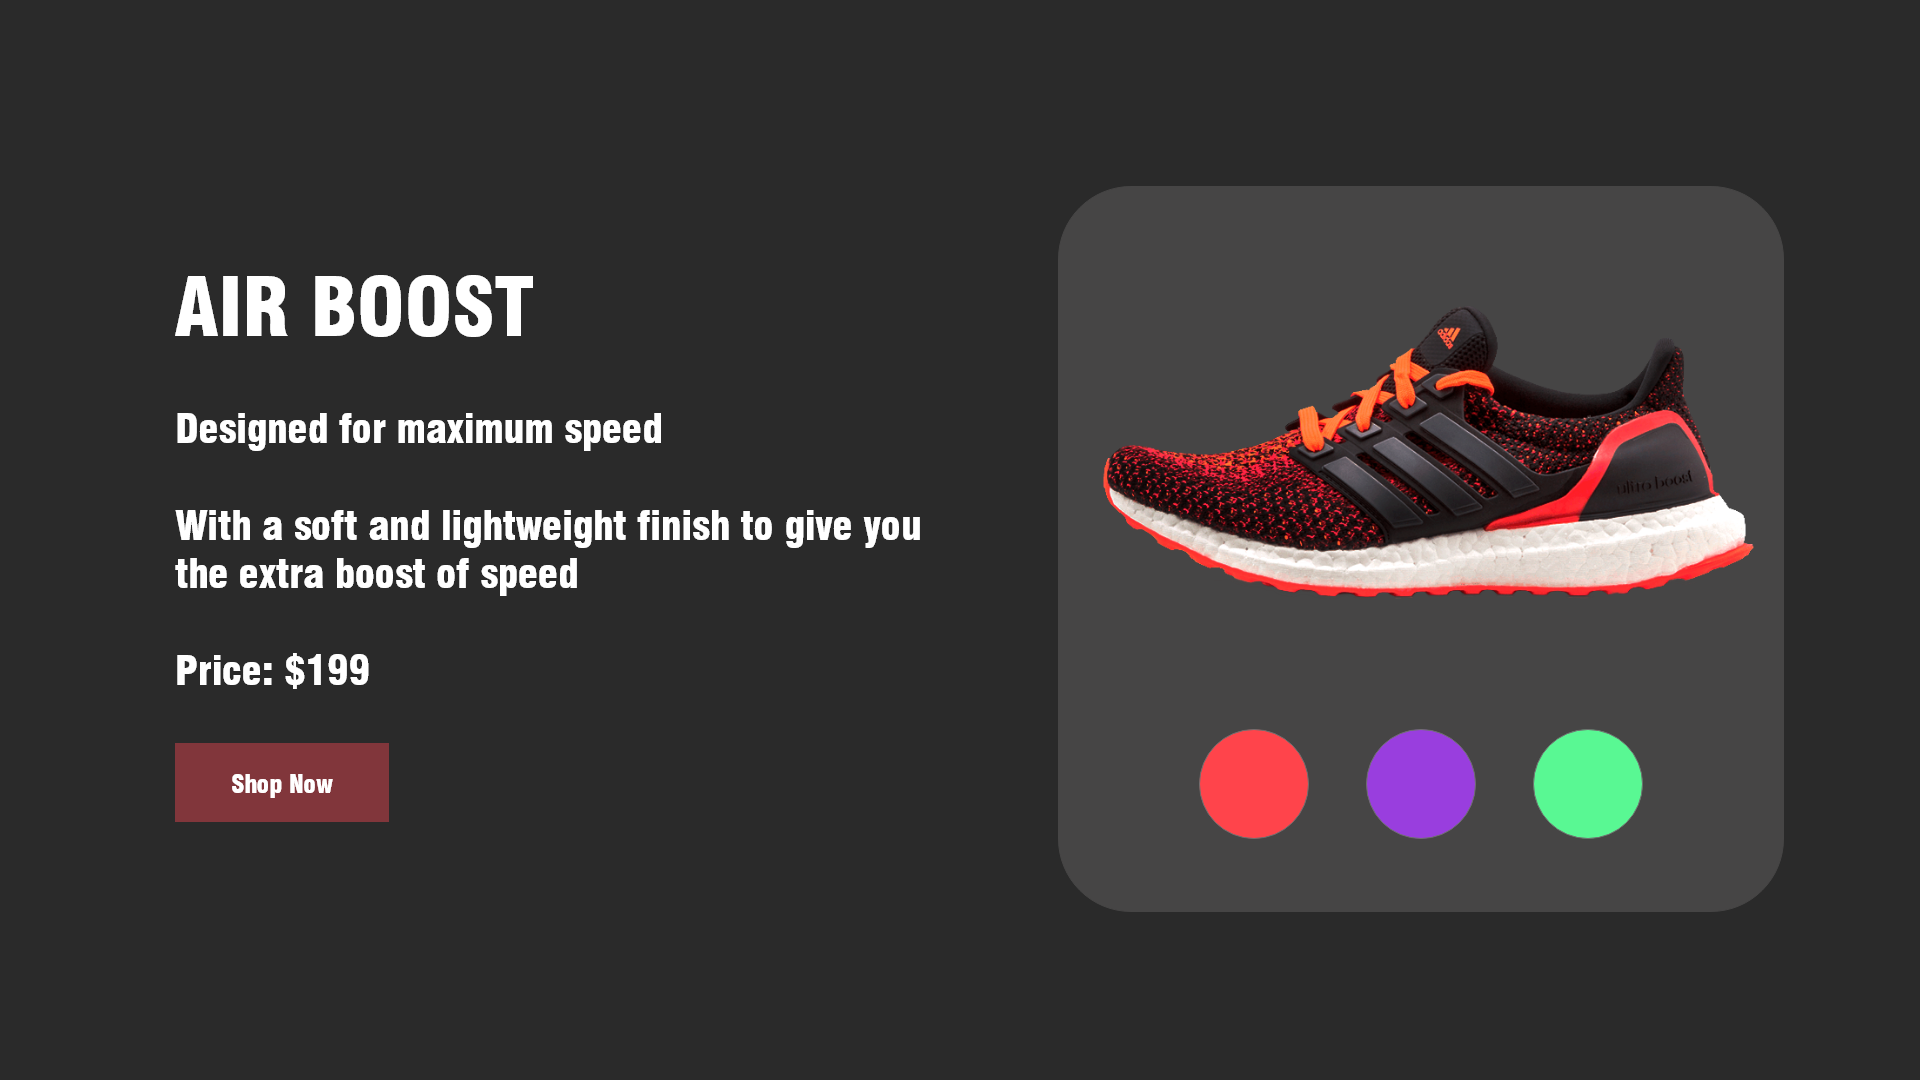 AIR BOOST
Designed for maximum speed
With a soft and lightweight finish to give you
the extra boost of speed
Price: $199
Shop Now
adidas
ultra boost